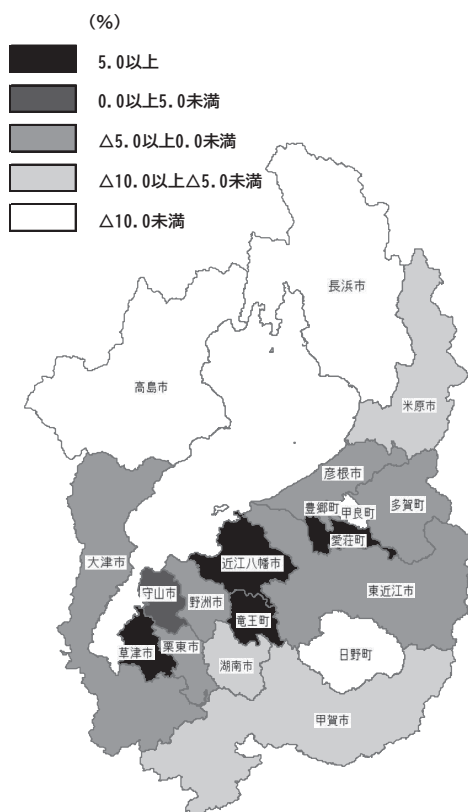 (%)
5.0以上
0.0以上5.0未満
△5.0以上0.0未満
△10.0以上△5.0未満
△10.0未満
長浜市
高島市
米原市
彦根市
豊郷町
甲良町
多賀町
愛荘町
大津市
近江八幡市
東近江市
守山市
野洲市
竜王町
草津市
栗東市
日野町
湖南市
甲賀市